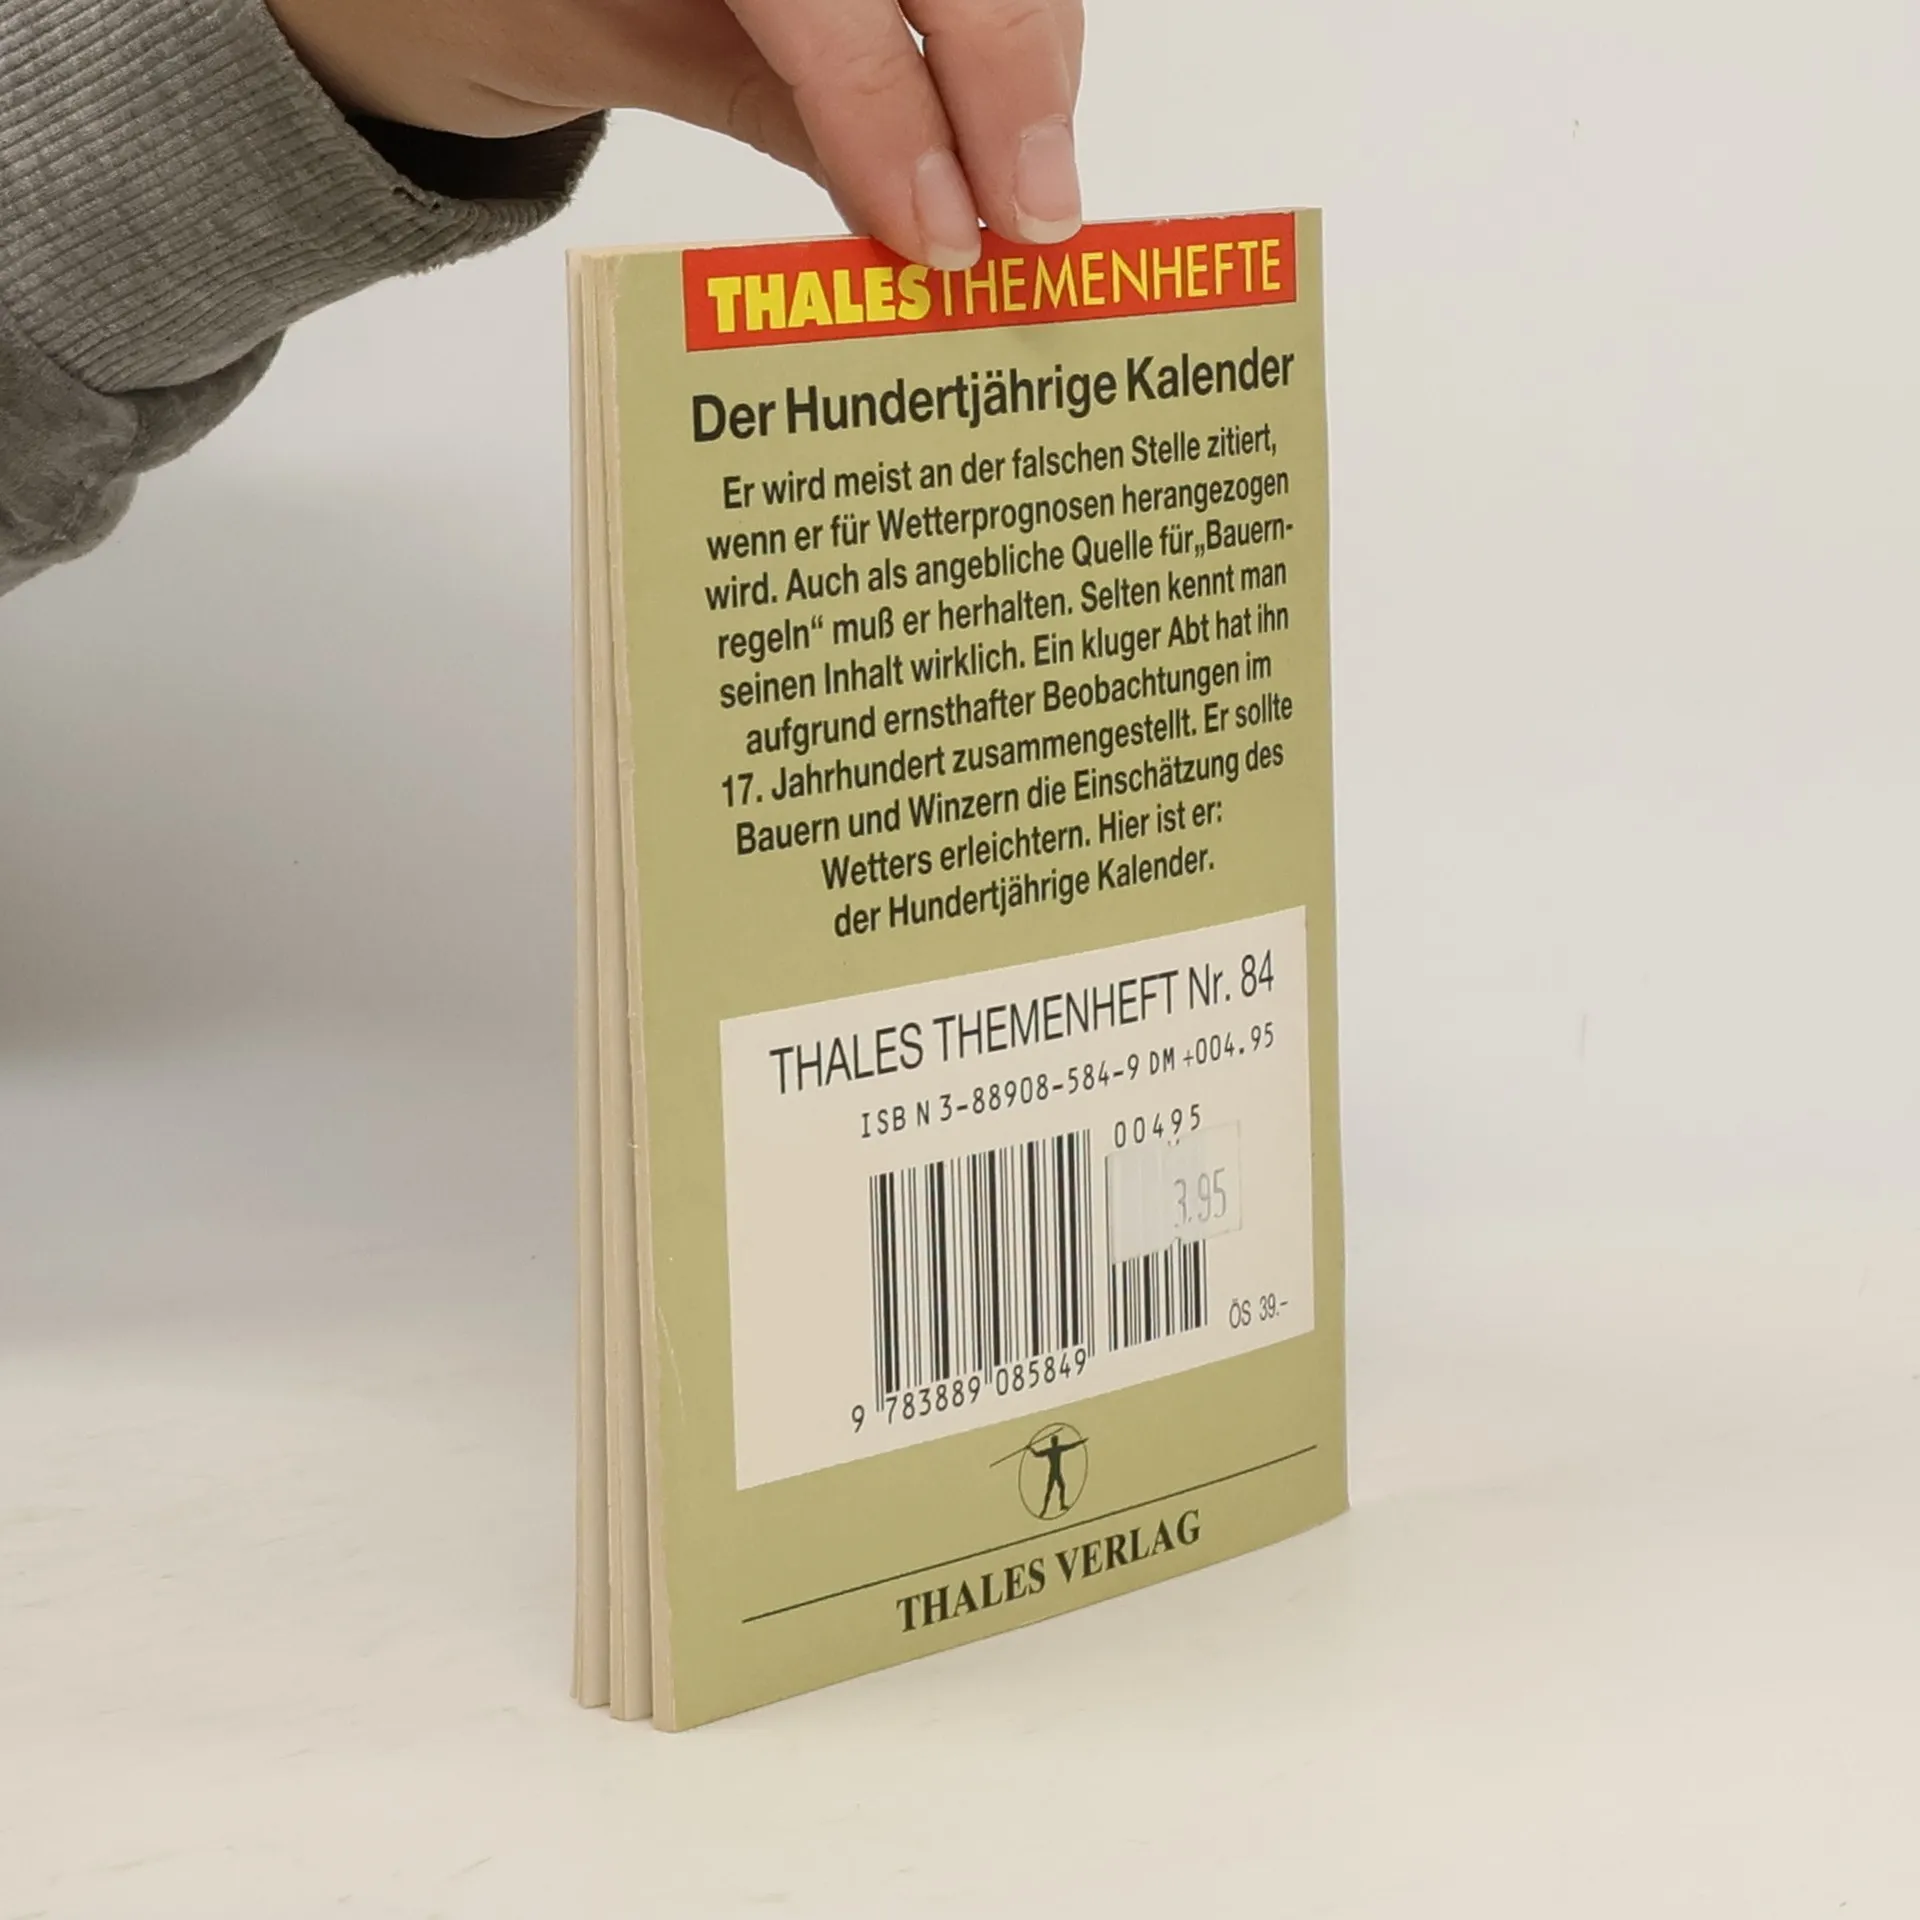 THALESTHEMENHEFTE
Der Hundertjährige Kalender
Er wird meist an der falschen Stelle zitiert,
wenn er für Wetterprognosen herangezogen
wird. Auch als angebliche Quelle für „Bauern-
regeln“ muß er herhalten. Selten kennt man
seinen Inhalt wirklich. Ein kluger Abt hat ihn
aufgrund ernsthafter Beobachtungen im
17. Jahrhundert zusammengestellt. Er sollte
Bauern und Winzern die Einschätzung des
Wetters erleichtern. Hier ist er:
der Hundertjährige Kalender.
THALES THEMENHEFT Nr. 84
ISBN 3-88908-584-9 DM +004.95
00495
3.95
ÖS 39.-
9 783889 085849
THALES VERLAG